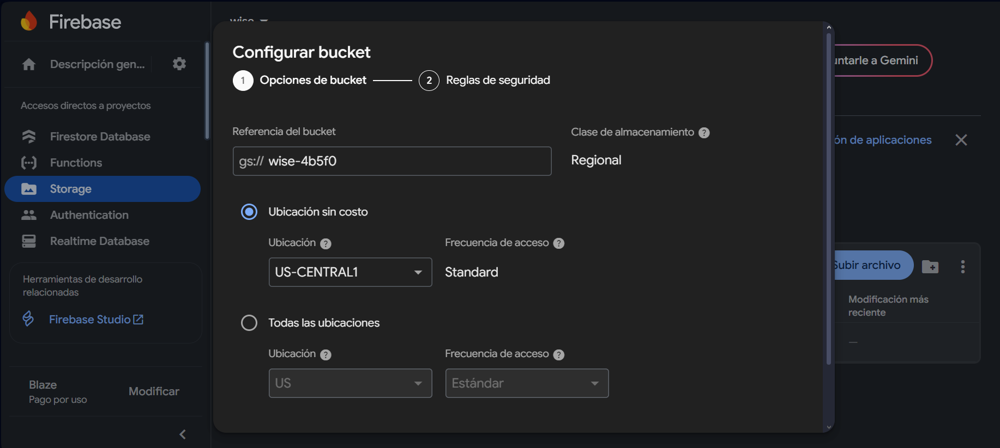 Firebase
Descripción gen...
Accesos directos a proyectos
Firestore Database
Functions
Storage
Authentication
Realtime Database
Herramientas de desarrollo
relacionadas
Firebase Studio
Blaze
Pago por uso
Modificar
wise
Configurar bucket
1 Opciones de bucket
2 Reglas de seguridad
Referencia del bucket
gs:// wise-4b5f0
Clase de almacenamiento ?
Regional
Ubicación sin costo
Ubicación ?
US-CENTRAL1
Frecuencia de acceso ?
Standard
Todas las ubicaciones
Ubicación ?
US
Frecuencia de acceso ?
Estándar
untarle a Gemini
ón de aplicaciones
Subir archivo
Modificación más
reciente
—